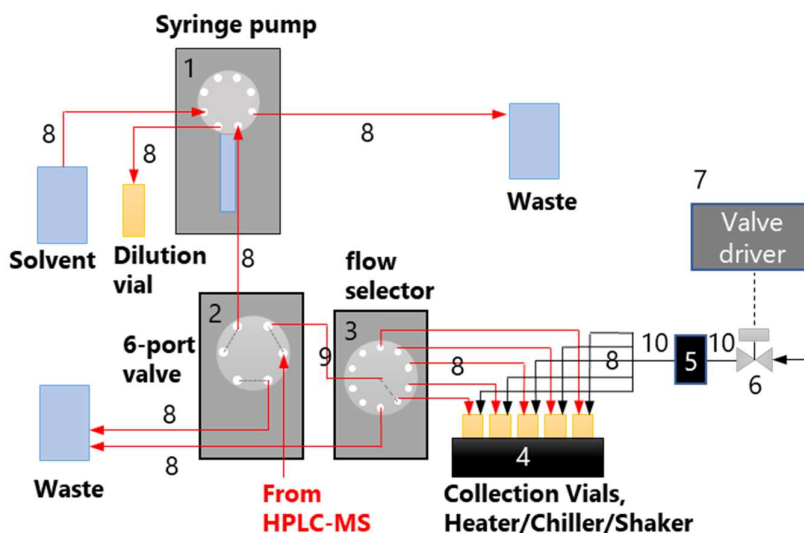 Syringe pump
1
7
8
8
8
Waste
Valve
driver
Solvent
Dilution
vial
8
flow
selector
2
3
6-port
valve
9
8
8
10
5
10
6
8
4
8
Waste
From
HPLC-MS
Collection Vials,
Heater/Chiller/Shaker